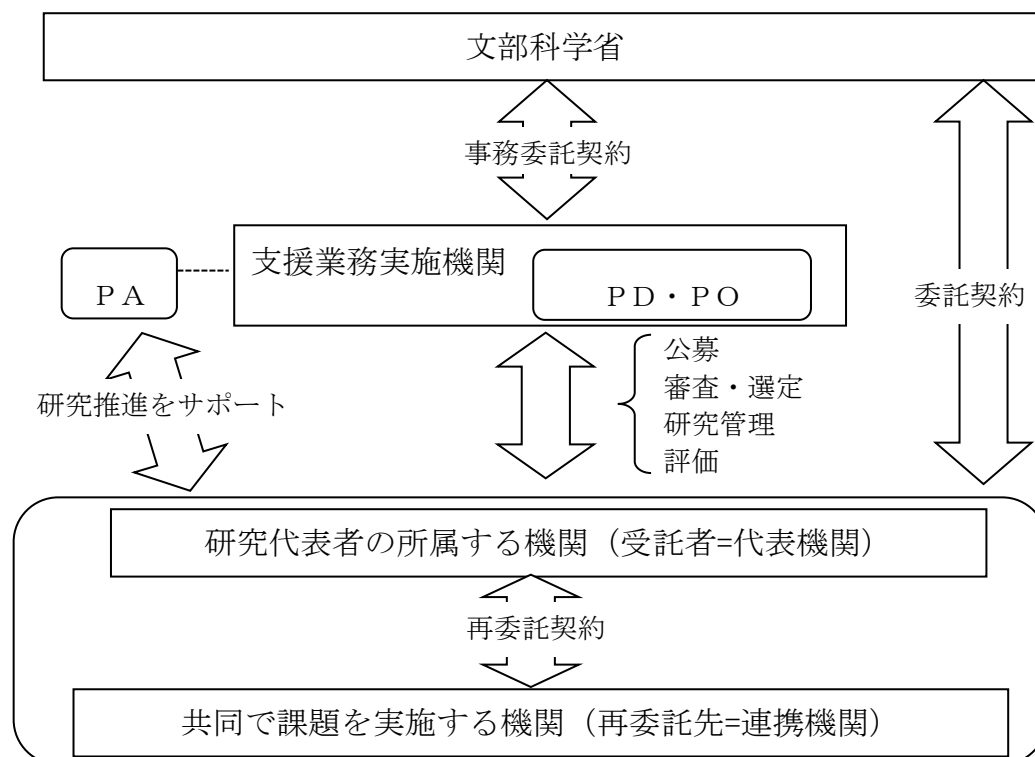 文部科学省
事務委託契約
支援業務実施機関
ＰＤ・ＰＯ
ＰＡ
委託契約
公募
審査・選定
研究管理
評価
研究推進をサポート
研究代表者の所属する機関（受託者=代表機関）
再委託契約
共同で課題を実施する機関（再委託先=連携機関）